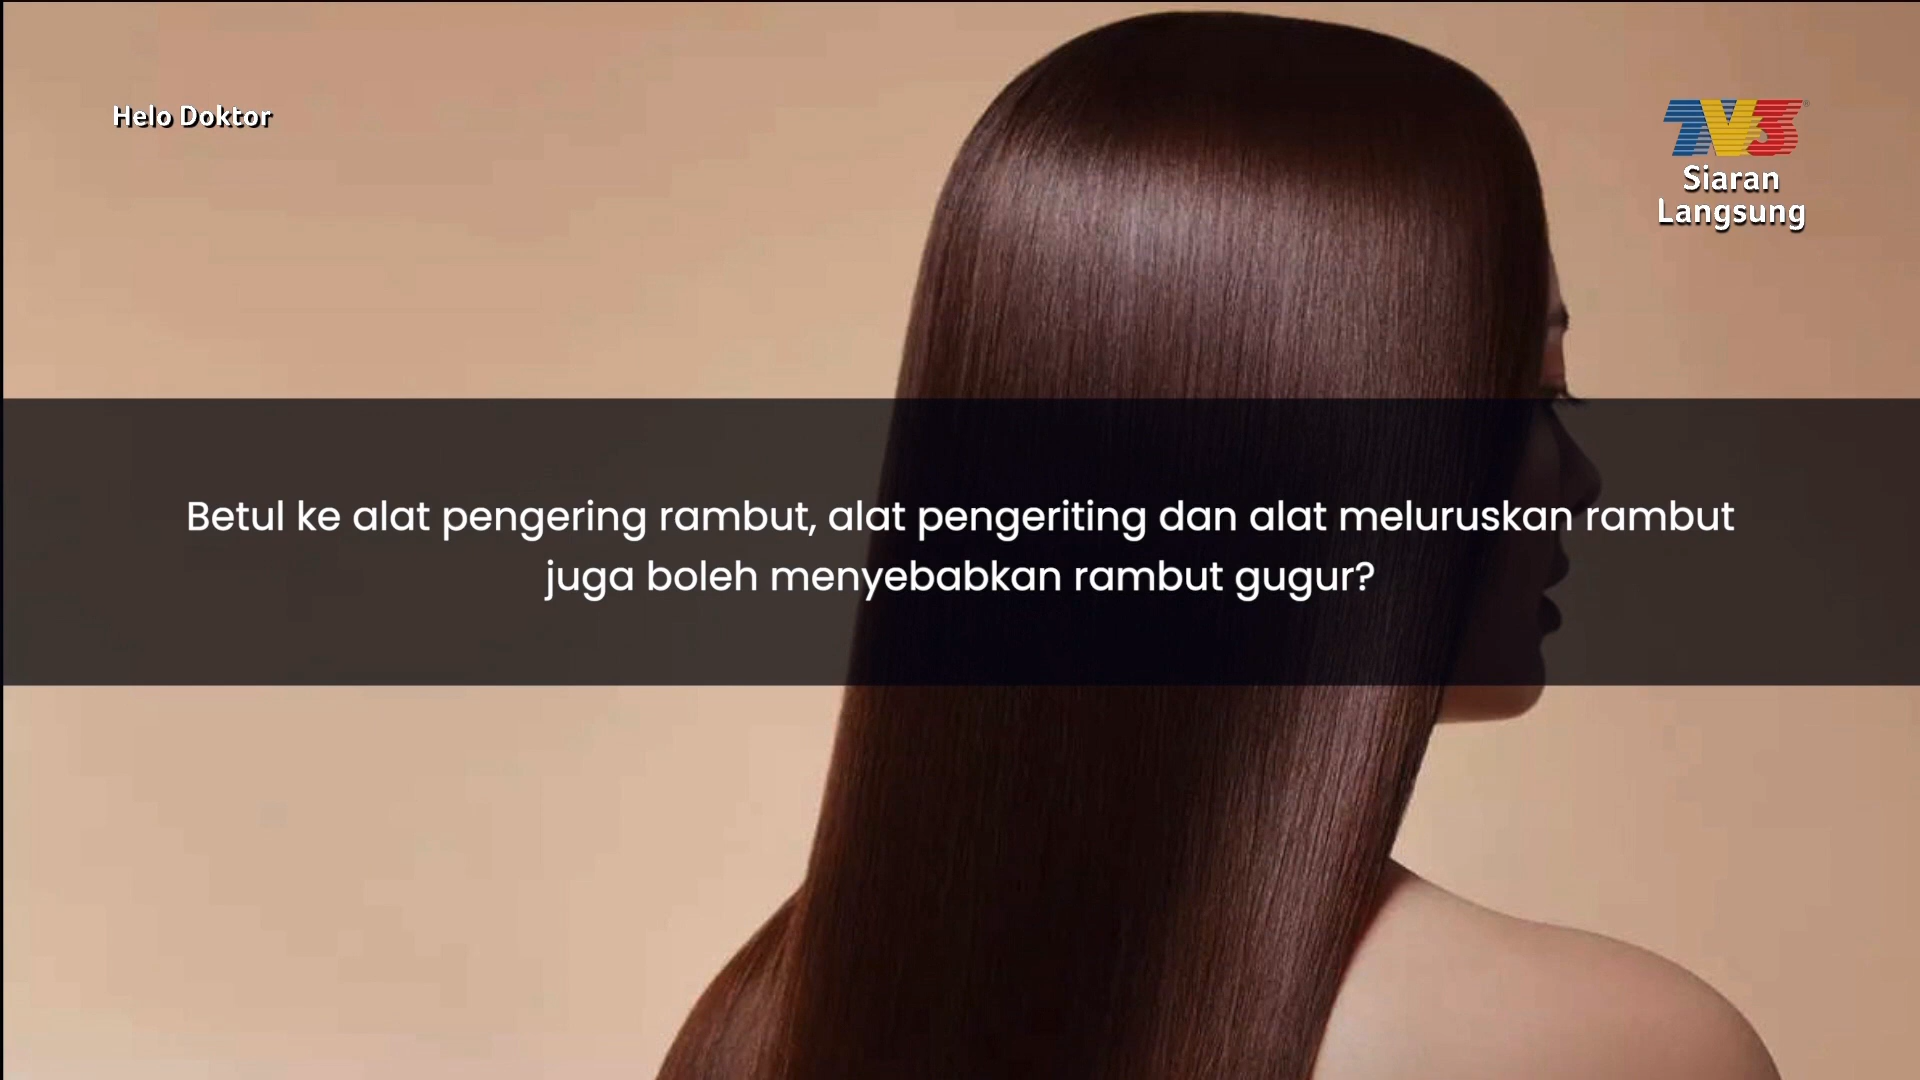 Helo Doktor
TV3
Siaran
Langsung
Betul ke alat pengering rambut, alat pengeriting dan alat meluruskan rambut
juga boleh menyebabkan rambut gugur?